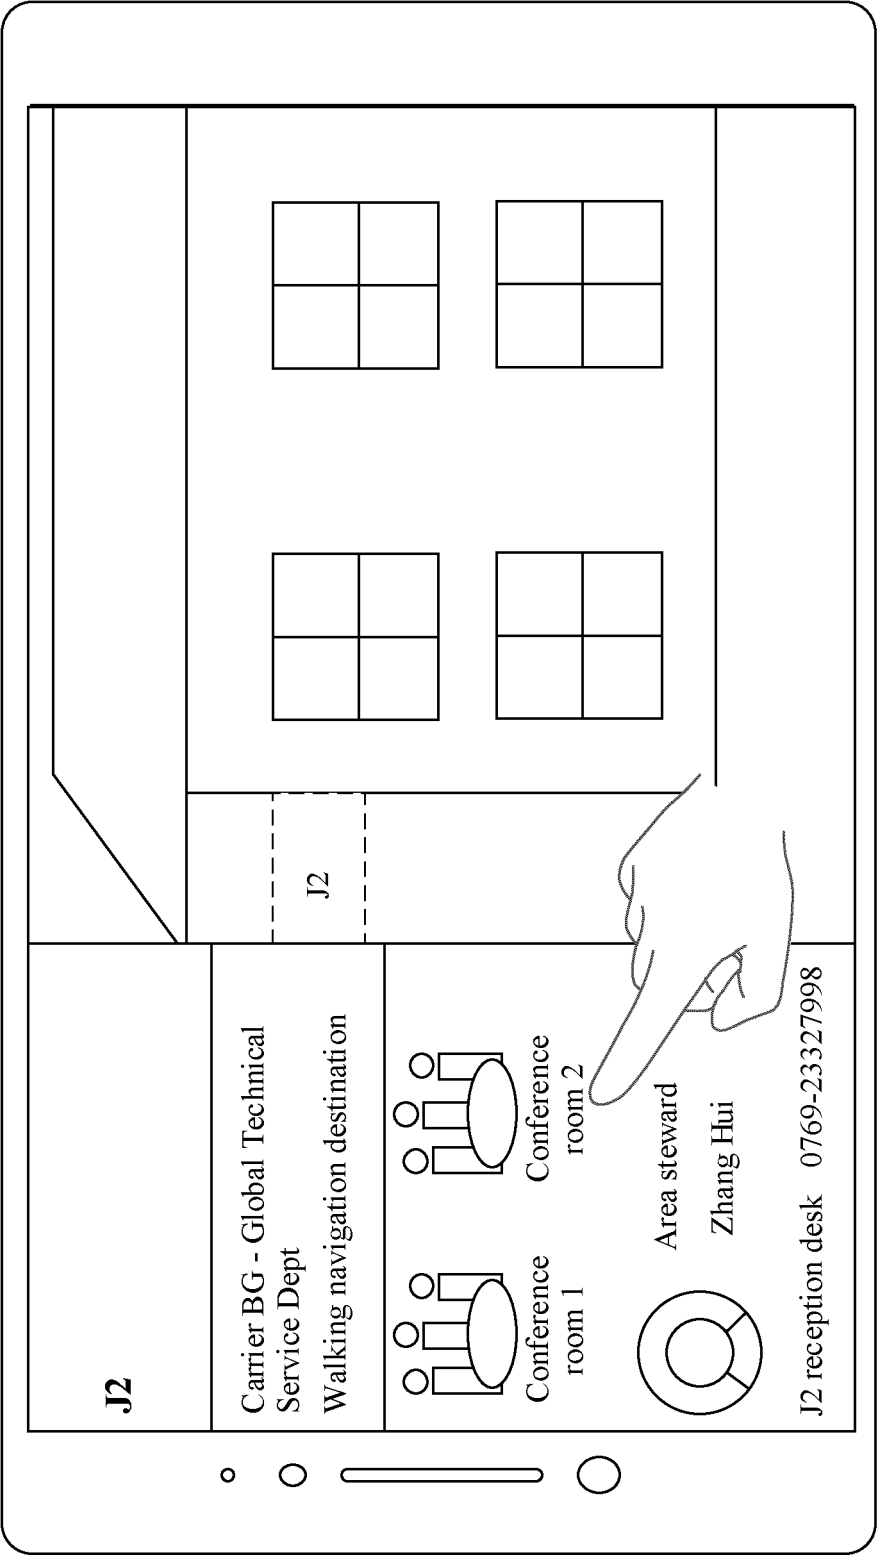 J2
Carrier BG - Global Technical
Service Dept
Walking navigation destination
Conference
room 1
Conference
room 2
Area steward
Zhang Hui
J2 reception desk 0769-23327998
J2